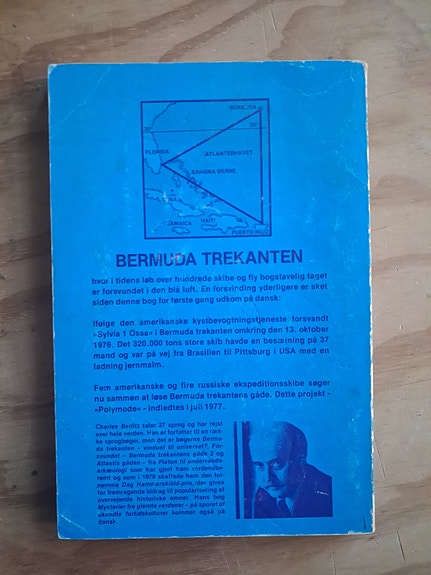 BERMUDA
30°
30°
FLORIDA
ATLANTERHAVET
BAHAMA ØERNE
JAMAICA
HAITI
PUERTO RICO
BERMUDA TREKANTEN
hvor i tidens løb over hundrede skibe og fly bogstavelig taget
er forsvundet i den blå luft. En forsvinding yderligere er sket
siden denne bog for første gang udkom på dansk:
Ifølge den amerikanske kystbevogtningstjeneste forsvandt
»Sylvia 1 Ossa« i Bermuda trekanten omkring den 13. oktober
1976. Det 320.000 tons store skib havde en besætning på 37
mand og var på vej fra Brasilien til Pittsburg i USA med en
ladning jernmalm.
Fem amerikanske og fire russiske ekspeditionsskibe søger
nu sammen at løse Bermuda trekantens gåde. Dette projekt -
»Polymode« - indledtes i juli 1977.
Charles Berlitz taler 27 sprog og har rejst
over hele verden. Han er forfatter til en ræk-
ke sprogbøger, men det er bøgerne Bermu-
da trekanten - vinduet til universet?, For-
svundet - Bermuda trekantens gåde 2 og
Atlantis gåden - fra Platon til undervands-
arkæologi som har gjort ham verdensbe-
rømt og som i 1976 skaffede ham den for-
nemme Dag Hammarskjöld-pris, der gives
for fremragende bidrag til popularisering af
overvejende historiske emner. Hans bog
Mysterier fra glemte verdener - på sporet af
ukendte fortidskulturer kommer også på
dansk.